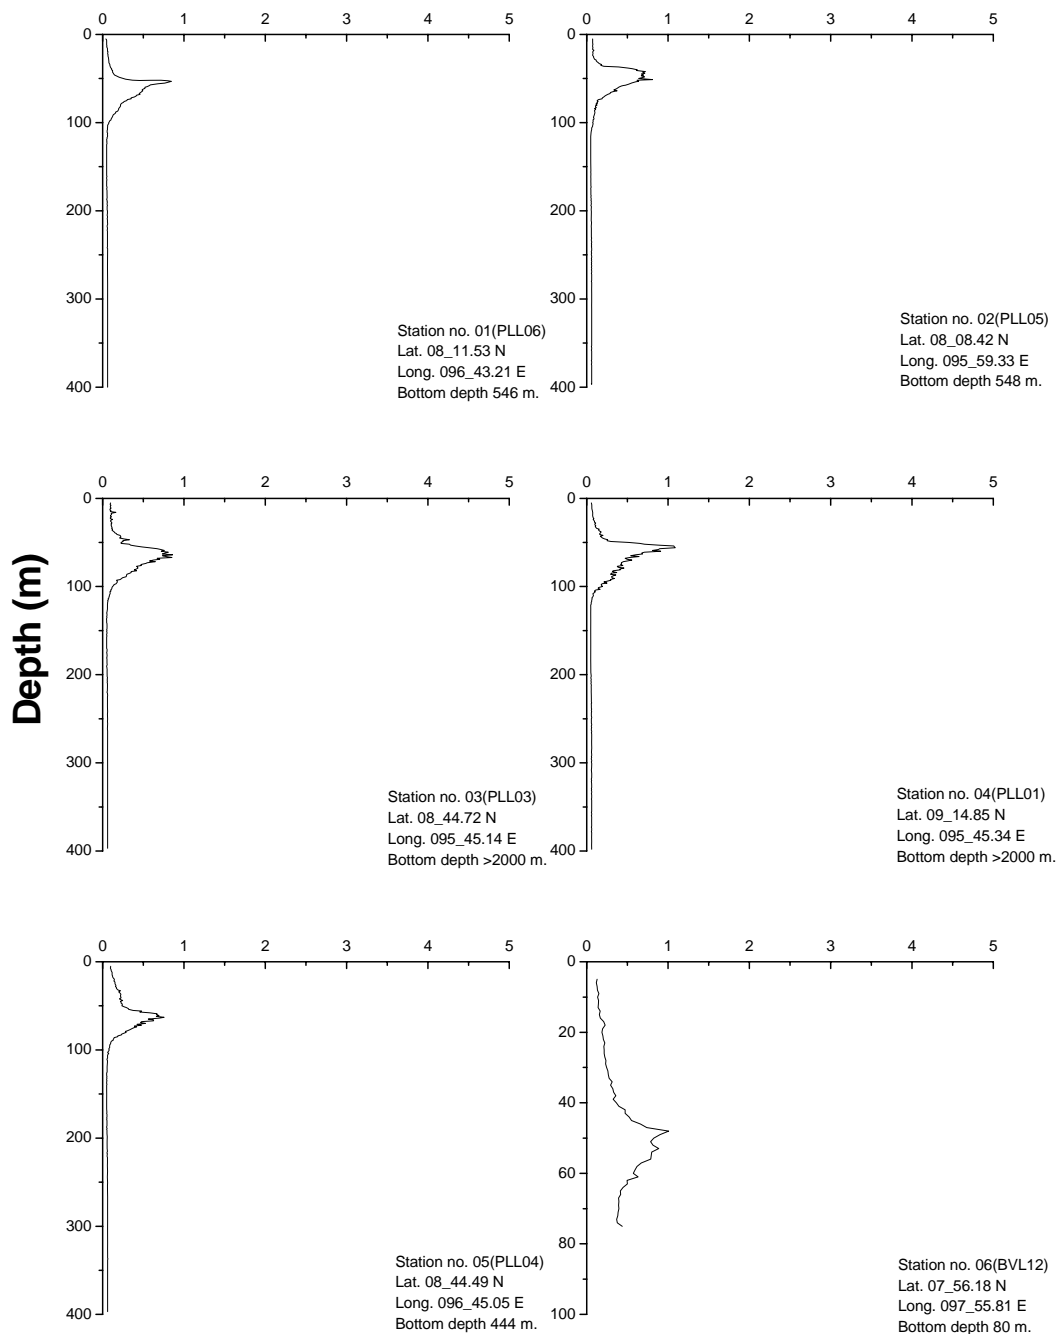 0 1 2 3 4 5
0
100
200
300
400
Station no. 01(PLL06)
Lat. 08_11.53 N
Long. 096_43.21 E
Bottom depth 546 m.
0 1 2 3 4 5
0
100
200
300
400
Station no. 02(PLL05)
Lat. 08_08.42 N
Long. 095_59.33 E
Bottom depth 548 m.
Depth (m)
0 1 2 3 4 5
0
100
200
300
400
Station no. 03(PLL03)
Lat. 08_44.72 N
Long. 095_45.14 E
Bottom depth >2000 m.
0 1 2 3 4 5
0
100
200
300
400
Station no. 04(PLL01)
Lat. 09_14.85 N
Long. 095_45.34 E
Bottom depth >2000 m.
0 1 2 3 4 5
0
100
200
300
400
Station no. 05(PLL04)
Lat. 08_44.49 N
Long. 096_45.05 E
Bottom depth 444 m.
0 1 2 3 4 5
0
20
40
60
80
100
Station no. 06(BVL12)
Lat. 07_56.18 N
Long. 097_55.81 E
Bottom depth 80 m.